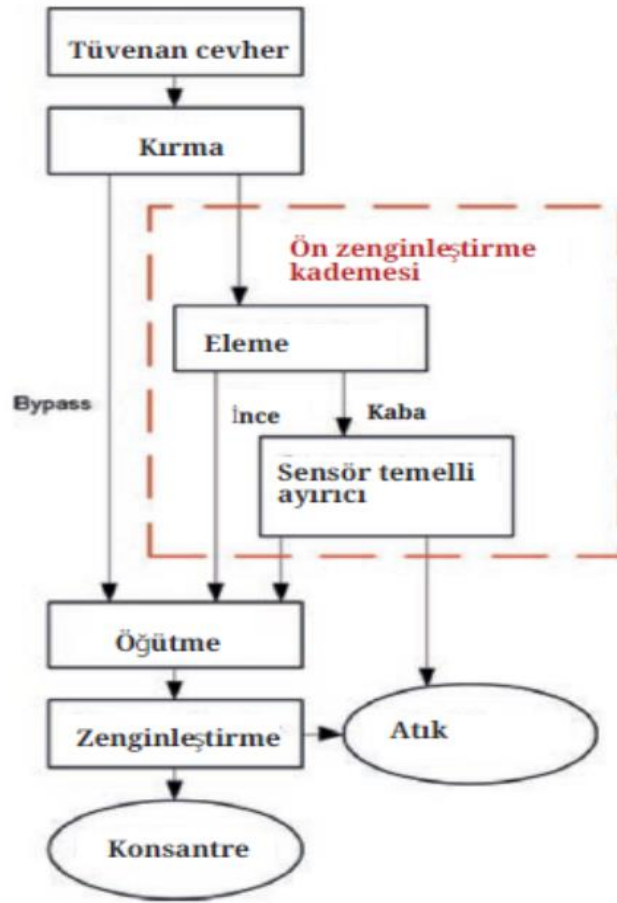 Tüvenan cevher
Kırma
Ön zenginleştirme
kademesi
Eleme
Bypass
İnce
Kaba
Sensör temelli
ayırıcı
Öğütme
Zenginleştirme
Atık
Konsantre